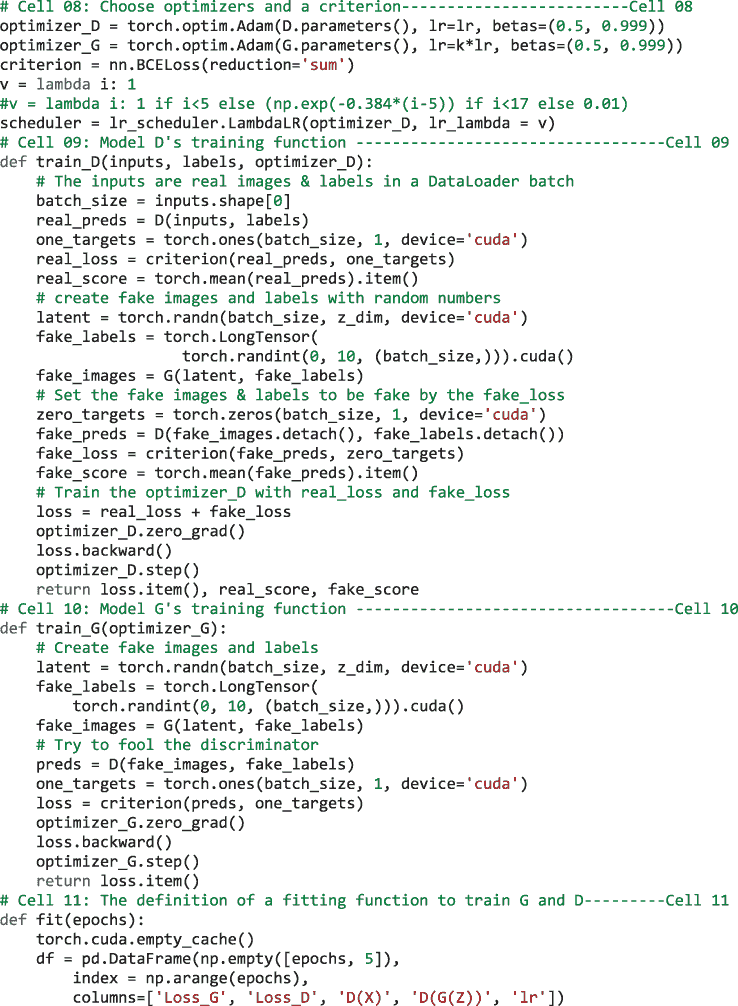 # Cell 08: Choose optimizers and a criterion-------------------------Cell 08
optimizer_D = torch.optim.Adam(D.parameters(), lr=lr, betas=(0.5, 0.999))
optimizer_G = torch.optim.Adam(G.parameters(), lr=k*lr, betas=(0.5, 0.999))
criterion = nn.BCELoss(reduction='sum')
v = lambda i: 1
#v = lambda i: 1 if i<5 else (np.exp(-0.384*(i-5)) if i<17 else 0.01)
scheduler = lr_scheduler.LambdaLR(optimizer_D, lr_lambda = v)
# Cell 09: Model D's training function ----------------------------------Cell 09
def train_D(inputs, labels, optimizer_D):
    # The inputs are real images & labels in a DataLoader batch
    batch_size = inputs.shape[0]
    real_preds = D(inputs, labels)
    one_targets = torch.ones(batch_size, 1, device='cuda')
    real_loss = criterion(real_preds, one_targets)
    real_score = torch.mean(real_preds).item()
    # create fake images and labels with random numbers
    latent = torch.randn(batch_size, z_dim, device='cuda')
    fake_labels = torch.LongTensor(
                    torch.randint(0, 10, (batch_size,))).cuda()
    fake_images = G(latent, fake_labels)
    # Set the fake images & labels to be fake by the fake_loss
    zero_targets = torch.zeros(batch_size, 1, device='cuda')
    fake_preds = D(fake_images.detach(), fake_labels.detach())
    fake_loss = criterion(fake_preds, zero_targets)
    fake_score = torch.mean(fake_preds).item()
    # Train the optimizer_D with real_loss and fake_loss
    loss = real_loss + fake_loss
    optimizer_D.zero_grad()
    loss.backward()
    optimizer_D.step()
    return loss.item(), real_score, fake_score
# Cell 10: Model G's training function -----------------------------------Cell 10
def train_G(optimizer_G):
    # Create fake images and labels
    latent = torch.randn(batch_size, z_dim, device='cuda')
    fake_labels = torch.LongTensor(
        torch.randint(0, 10, (batch_size,))).cuda()
    fake_images = G(latent, fake_labels)
    # Try to fool the discriminator
    preds = D(fake_images, fake_labels)
    one_targets = torch.ones(batch_size, 1, device='cuda')
    loss = criterion(preds, one_targets)
    optimizer_G.zero_grad()
    loss.backward()
    optimizer_G.step()
    return loss.item()
# Cell 11: The definition of a fitting function to train G and D---------Cell 11
def fit(epochs):
    torch.cuda.empty_cache()
    df = pd.DataFrame(np.empty([epochs, 5]),
        index = np.arange(epochs),
        columns=['Loss_G', 'Loss_D', 'D(X)', 'D(G(Z))', 'lr'])